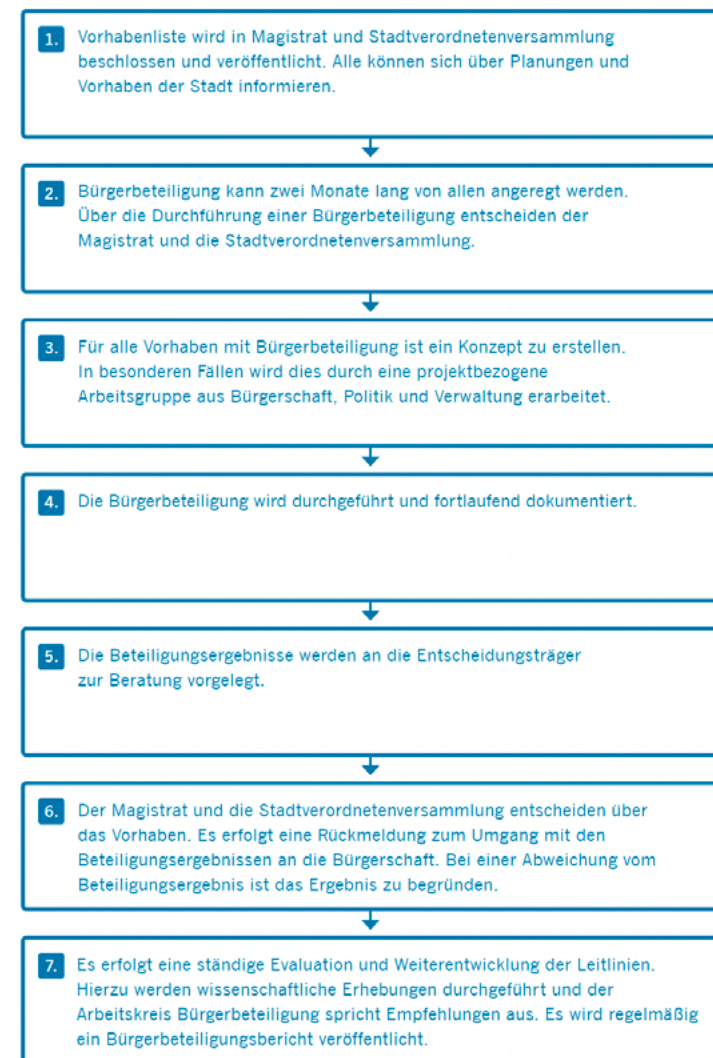 1. Vorhabenliste wird in Magistrat und Stadtverordnetenversammlung
beschlossen und veröffentlicht. Alle können sich über Planungen und
Vorhaben der Stadt informieren.
2. Bürgerbeteiligung kann zwei Monate lang von allen angeregt werden.
Über die Durchführung einer Bürgerbeteiligung entscheiden der
Magistrat und die Stadtverordnetenversammlung.
3. Für alle Vorhaben mit Bürgerbeteiligung ist ein Konzept zu erstellen.
In besonderen Fällen wird dies durch eine projektbezogene
Arbeitsgruppe aus Bürgerschaft, Politik und Verwaltung erarbeitet.
4. Die Bürgerbeteiligung wird durchgeführt und fortlaufend dokumentiert.
5. Die Beteiligungsergebnisse werden an die Entscheidungsträger
zur Beratung vorgelegt.
6. Der Magistrat und die Stadtverordnetenversammlung entscheiden über
das Vorhaben. Es erfolgt eine Rückmeldung zum Umgang mit den
Beteiligungsergebnissen an die Bürgerschaft. Bei einer Abweichung vom
Beteiligungsergebnis ist das Ergebnis zu begründen.
7. Es erfolgt eine ständige Evaluation und Weiterentwicklung der Leitlinien.
Hierzu werden wissenschaftliche Erhebungen durchgeführt und der
Arbeitskreis Bürgerbeteiligung spricht Empfehlungen aus. Es wird regelmäßig
ein Bürgerbeteiligungsbericht veröffentlicht.